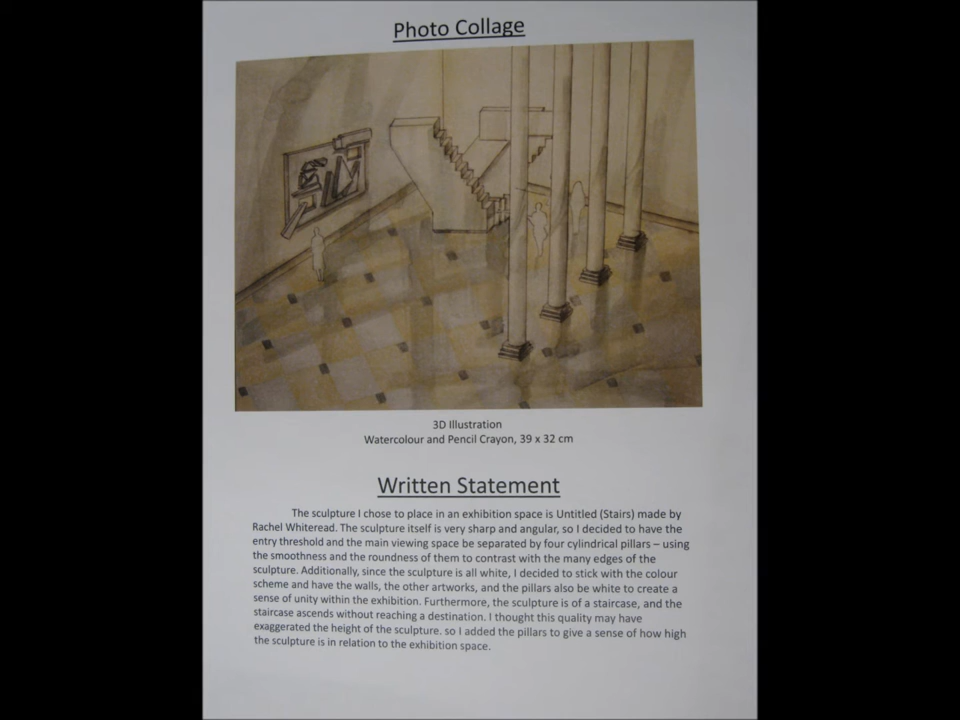 Photo Collage
3D Illustration
Watercolour and Pencil Crayon, 39 x 32 cm
Written Statement
The sculpture I chose to place in an exhibition space is Untitled (Stairs) made by
Rachel Whiteread. The sculpture itself is very sharp and angular, so I decided to have the
entry threshold and the main viewing space be separated by four cylindrical pillars – using
the smoothness and the roundness of them to contrast with the many edges of the
sculpture. Additionally, since the sculpture is all white, I decided to stick with the colour
scheme and have the walls, the other artworks, and the pillars also be white to create a
sense of unity within the exhibition. Furthermore, the sculpture is of a staircase, and the
staircase ascends without reaching a destination. I thought this quality may have
exaggerated the height of the sculpture. so I added the pillars to give a sense of how high
the sculpture is in relation to the exhibition space.